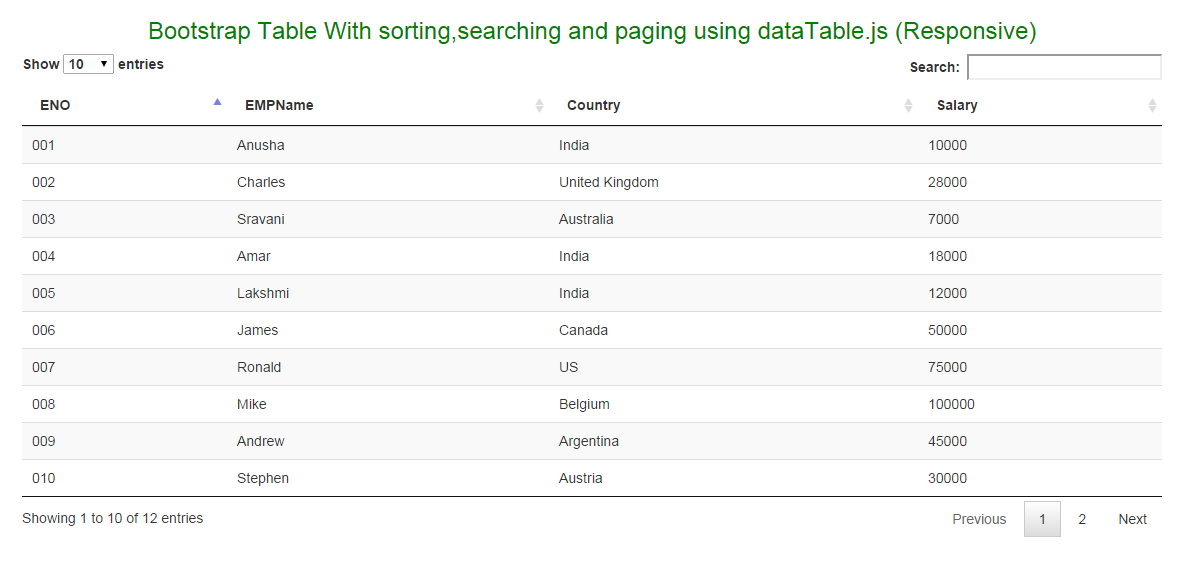 Bootstrap Table With sorting,searching and paging using dataTable.js (Responsive)
Show 10 entries Search:
ENO EMPName Country Salary
001 Anusha India 10000
002 Charles United Kingdom 28000
003 Sravani Australia 7000
004 Amar India 18000
005 Lakshmi India 12000
006 James Canada 50000
007 Ronald US 75000
008 Mike Belgium 100000
009 Andrew Argentina 45000
010 Stephen Austria 30000
Showing 1 to 10 of 12 entries Previous 1 2 Next